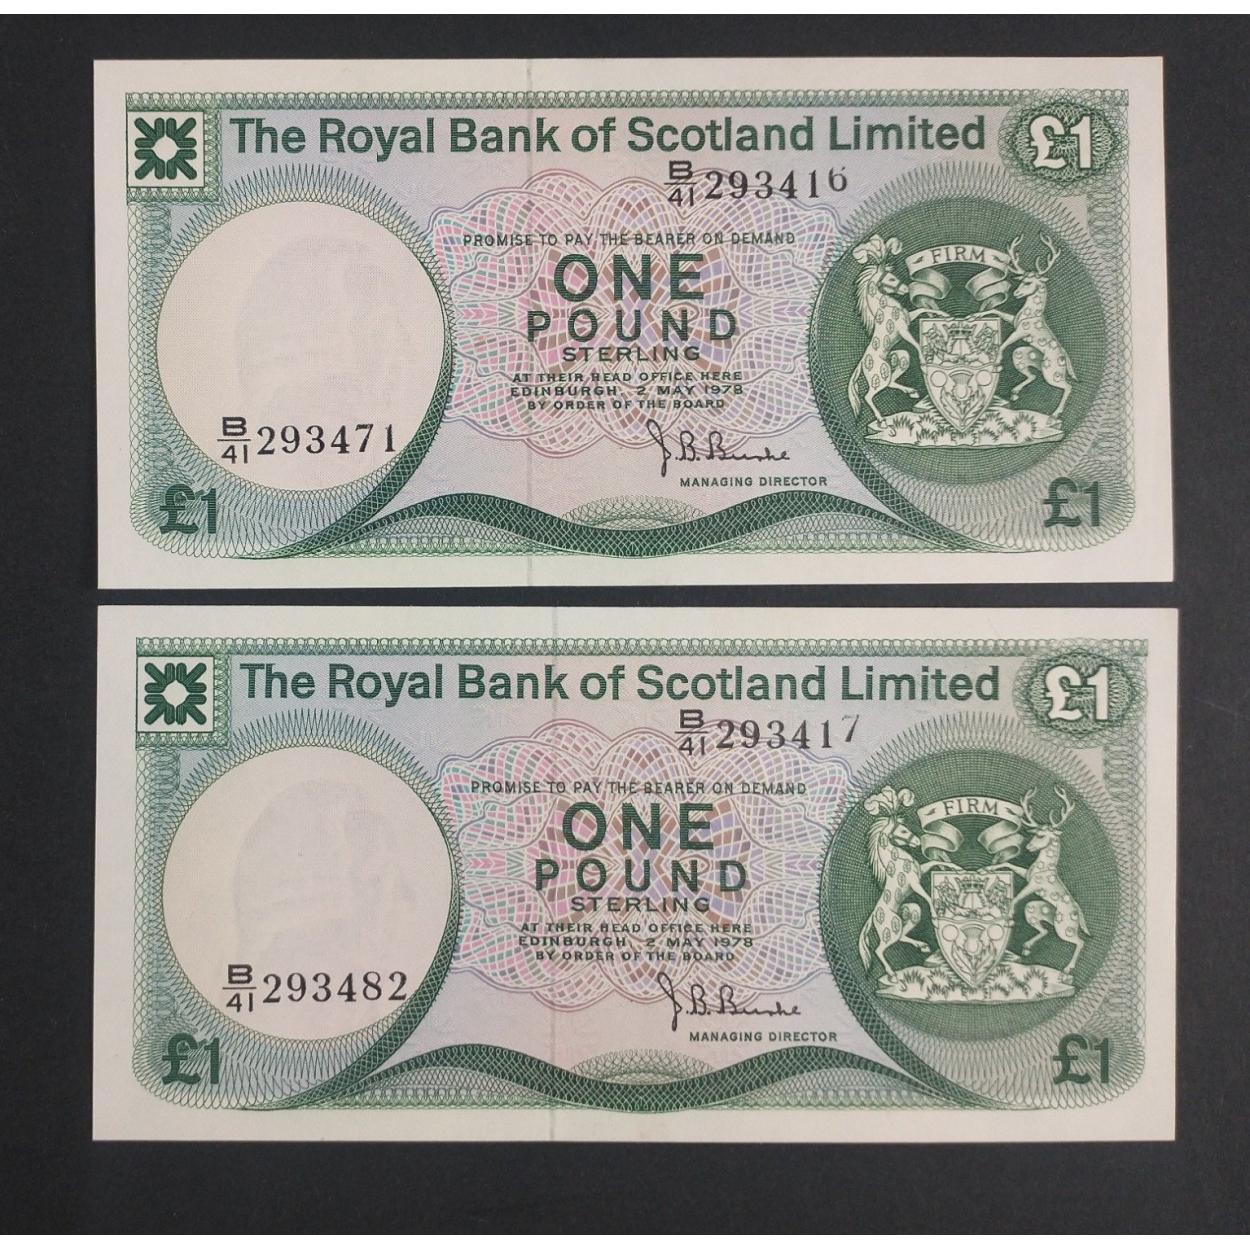 The Royal Bank of Scotland Limited £1
B/41 293416
PROMISE TO PAY THE BEARER ON DEMAND
FIRM
ONE
POUND
STERLING
AT THEIR HEAD OFFICE HERE
EDINBURGH, 2 MAY 1978
BY ORDER OF THE BOARD
B/41 293471
J. B. Burke
MANAGING DIRECTOR
£1 £1
The Royal Bank of Scotland Limited £1
B/41 293417
PROMISE TO PAY THE BEARER ON DEMAND
FIRM
ONE
POUND
STERLING
AT THEIR HEAD OFFICE HERE
EDINBURGH, 2 MAY 1978
BY ORDER OF THE BOARD
B/41 293482
J. B. Burke
MANAGING DIRECTOR
£1 £1